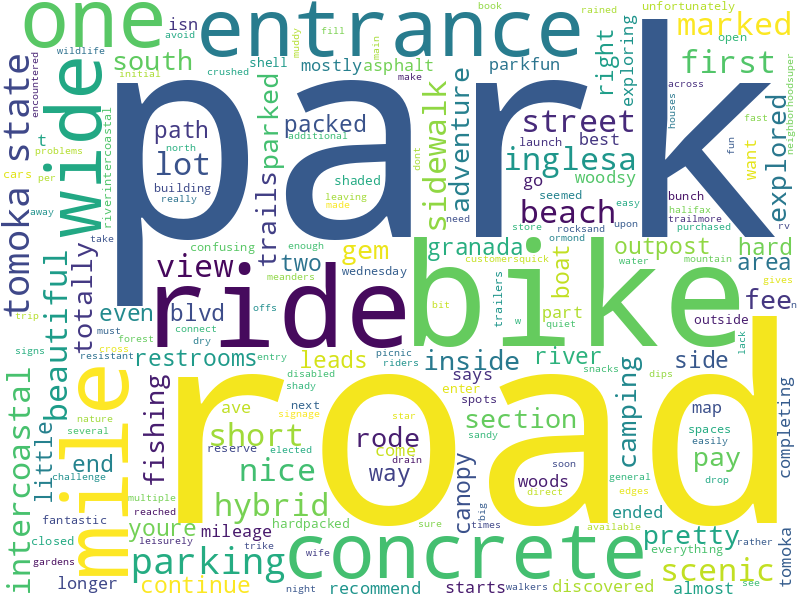 one
entrance
park
road
bike
ride
mile
concrete
wide
marked
first
street
inglesa
beach
sidewalk
adventure
explored
tomoka state
beautiful
totally
intercoastal
little
end
south
parked
mostly
asphalt
parkfun
right
exploring
open
unfortunately
book
rained
avoid
fill
muddy
main
wildlife
shell
crushed
initial
make
additional
across
houses
fast
neighborhoodsuper
encountered
t
isn
problems
cars
per
riverintercoastal
away
path
north
lot
building
really
packed
shaded
dont
leaving
made
trails
woodsy
best
launch
go
seemed
easy
need
store
upon
fun
bunch
trailmore
halifax
purchased
rv
want
hard
area
fee
n
outside
view
confusing
enough
two
wednesday
meanders
gem
granada
outpost
rocksand
ormond
customersquick
boat
part
quiet
water
mountain
gives
lack
trailers
w
bit
even
blvd
offs
connect
dry
restrooms
leads
picnic
riders
inside
river
side
snacks
dips
says
enter
spots
map
spaces
easily
pay
drop
completing
camping
section
star
sandy
canopy
woods
soon
general
edges
ended
pretty
everything
scenic
almost
see
tomoka
rather
available
direct
discovered
starts
walkers
recommend
times
big
sure
rode
come
way
drain
short
ave
next
signage
reserve
elected
disabled
entry
shady
nice
hybrid
youre
mileage
hardpacked
parking
continue
trike
wife
night
leisurely
longer
gardens
closed
fantastic
reached
multiple
challenge
several
nature
cross
resistant
forest
must
signs
trip
take
fishing